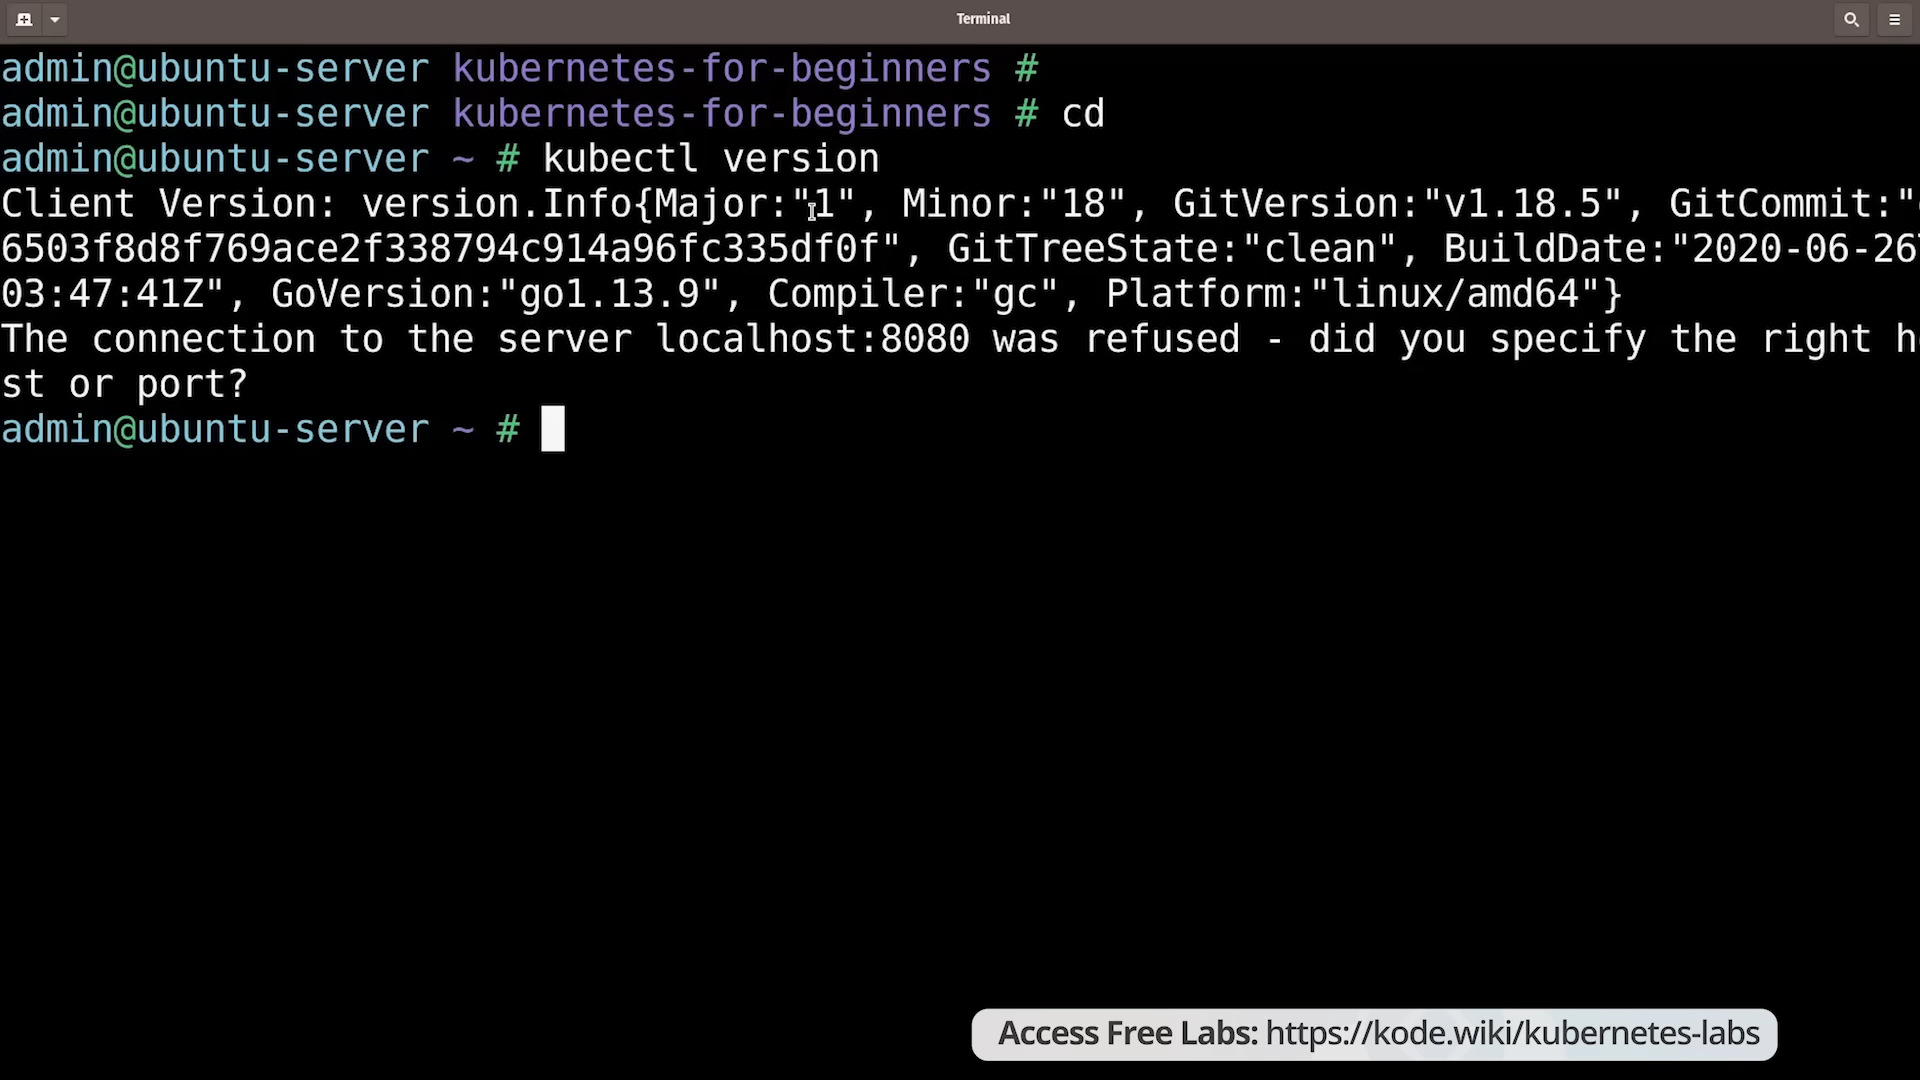 Terminal
admin@ubuntu-server kubernetes-for-beginners #
admin@ubuntu-server kubernetes-for-beginners # cd
admin@ubuntu-server ~ # kubectl version
Client Version: version.Info{Major:"1", Minor:"18", GitVersion:"v1.18.5", GitCommit:"
6503f8d8f769ace2f338794c914a96fc335df0f", GitTreeState:"clean", BuildDate:"2020-06-26
03:47:41Z", GoVersion:"go1.13.9", Compiler:"gc", Platform:"linux/amd64"}
The connection to the server localhost:8080 was refused - did you specify the right h
st or port?
admin@ubuntu-server ~ #
Access Free Labs: https://kode.wiki/kubernetes-labs